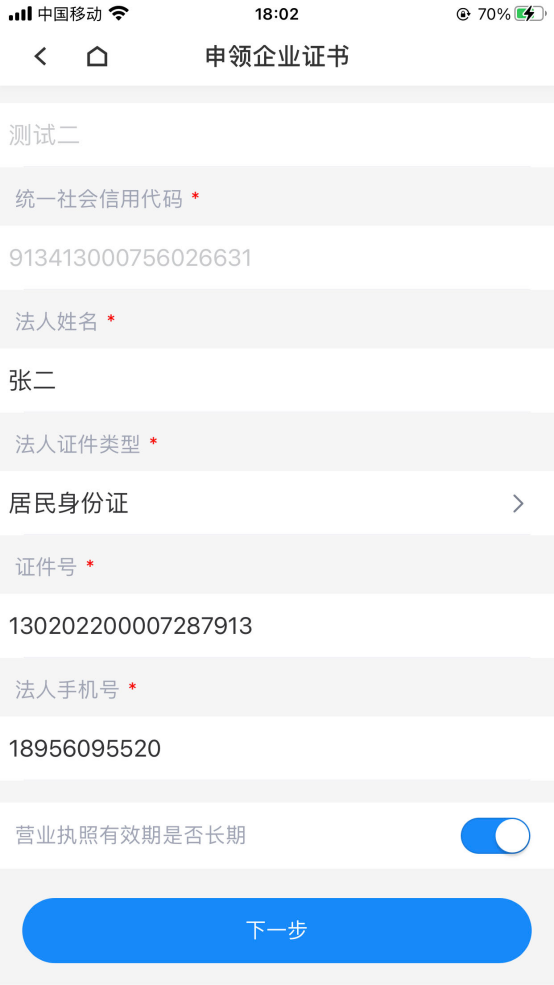 中国移动 18:02 70%
申领企业证书
测试二
统一社会信用代码 *
913413000756026631
法人姓名 *
张二
法人证件类型 *
居民身份证
证件号 *
130202200007287913
法人手机号 *
18956095520
营业执照有效期是否长期
下一步